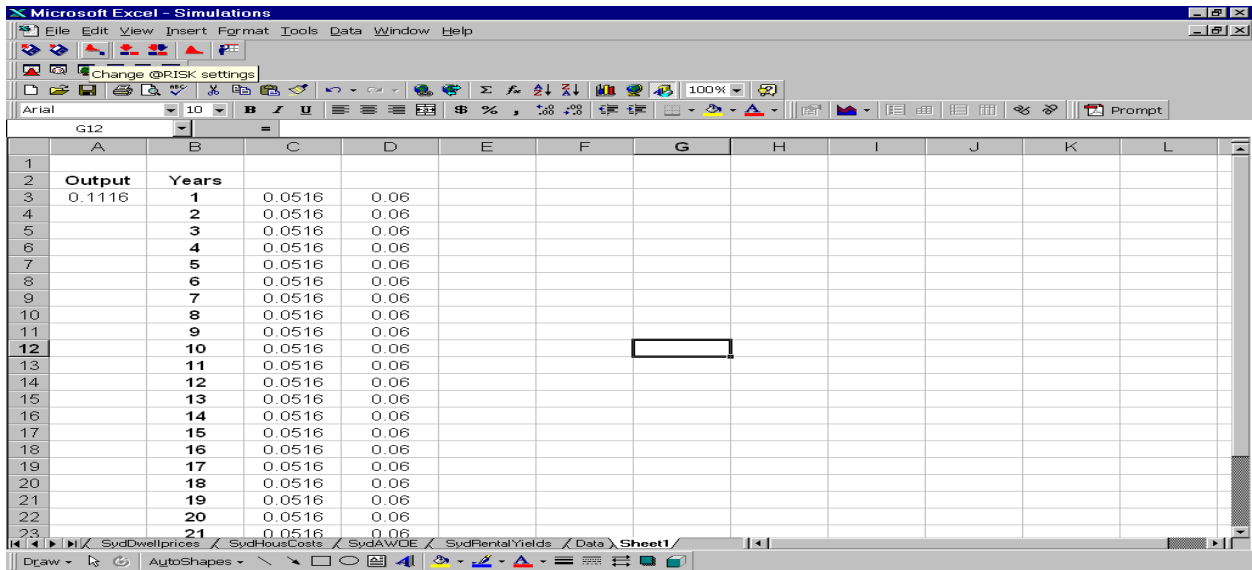 Microsoft Excel - Simulations
File Edit View Insert Format Tools Data Window Help
Change @RISK settings
100%
Arial 10 B I U $ % , Prompt
G12 =
A B C D E F G H I J K L
1
2 Output Years
3 0.1116 1 0.0516 0.06
4 2 0.0516 0.06
5 3 0.0516 0.06
6 4 0.0516 0.06
7 5 0.0516 0.06
8 6 0.0516 0.06
9 7 0.0516 0.06
10 8 0.0516 0.06
11 9 0.0516 0.06
12 10 0.0516 0.06
13 11 0.0516 0.06
14 12 0.0516 0.06
15 13 0.0516 0.06
16 14 0.0516 0.06
17 15 0.0516 0.06
18 16 0.0516 0.06
19 17 0.0516 0.06
20 18 0.0516 0.06
21 19 0.0516 0.06
22 20 0.0516 0.06
23 21 0.0516 0.06
SydDwellprices SydHousCosts SydAWOE SydRentalYields Data Sheet1
Draw AutoShapes